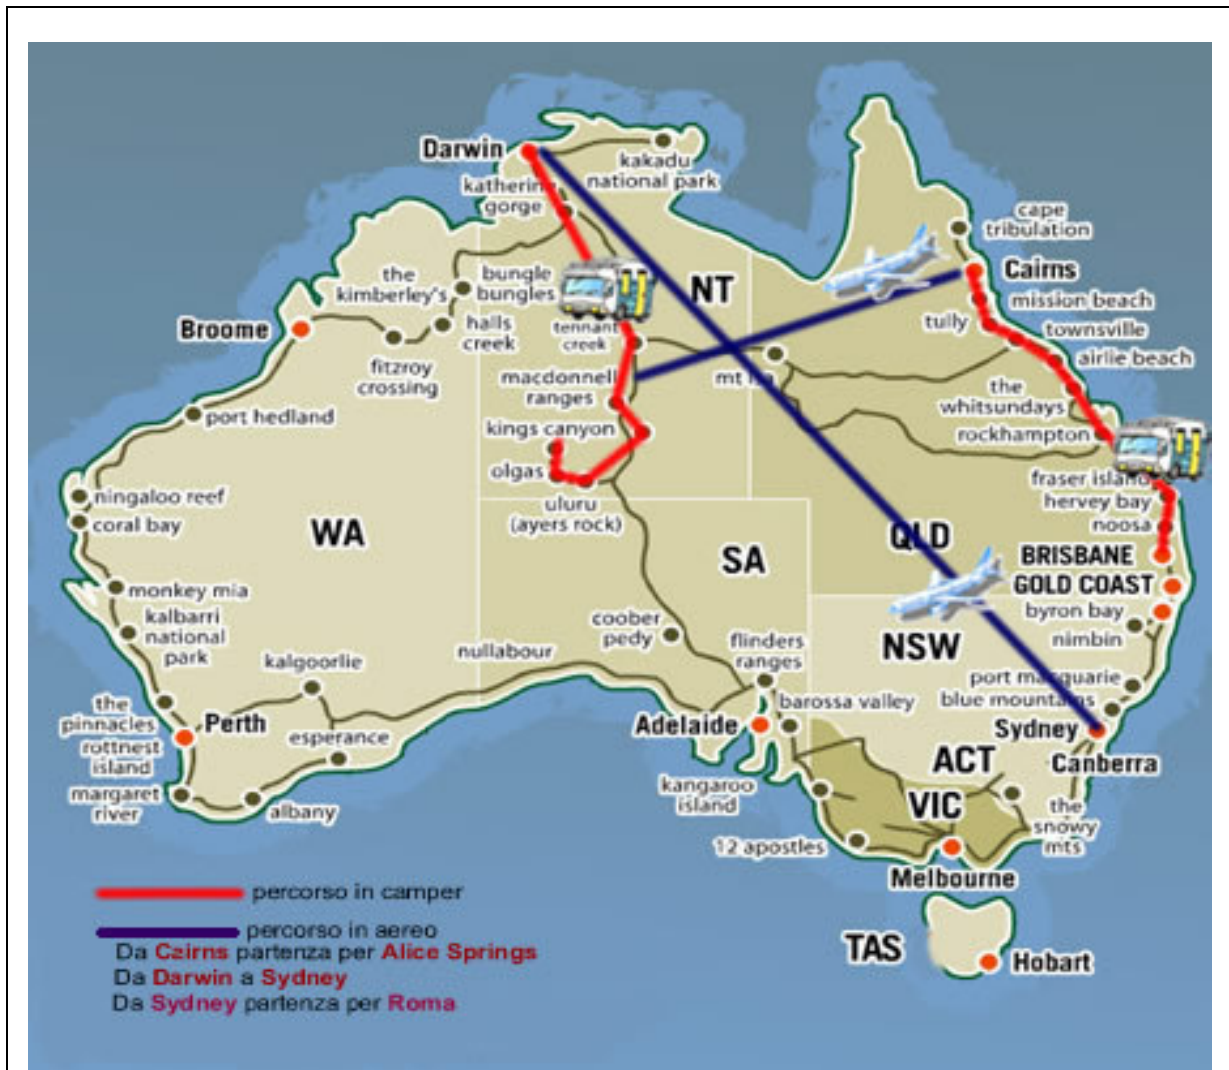 Darwin
kakadu
national park
katherine
gorge
cape
tribulation
Cairns
mission beach
NT
the
kimberley's
bungle
bungles
Broome
halls
creek
tennant
creek
tully
townsville
airlie beach
fitzroy
crossing
macdonnell
ranges
mt isa
the
whitsundays
port hedland
kings canyon
rockhampton
olgas
fraser island
hervey bay
noosa
ningaloo reef
coral bay
uluru
(ayers rock)
WA
SA
QLD
BRISBANE
GOLD COAST
byron bay
nimbin
monkey mia
kalbarri
national
park
coober
pedy
flinders
ranges
NSW
nullabour
kalgoorlie
port macquarie
blue mountains
barossa valley
the
pinnacles
Perth
rottnest
island
esperance
Adelaide
Sydney
ACT
Canberra
margaret
river
albany
kangaroo
island
VIC
the
snowy
mts
12 apostles
Melbourne
TAS
Hobart
percorso in camper
percorso in aereo
Da Cairns partenza per Alice Springs
Da Darwin a Sydney
Da Sydney partenza per Roma